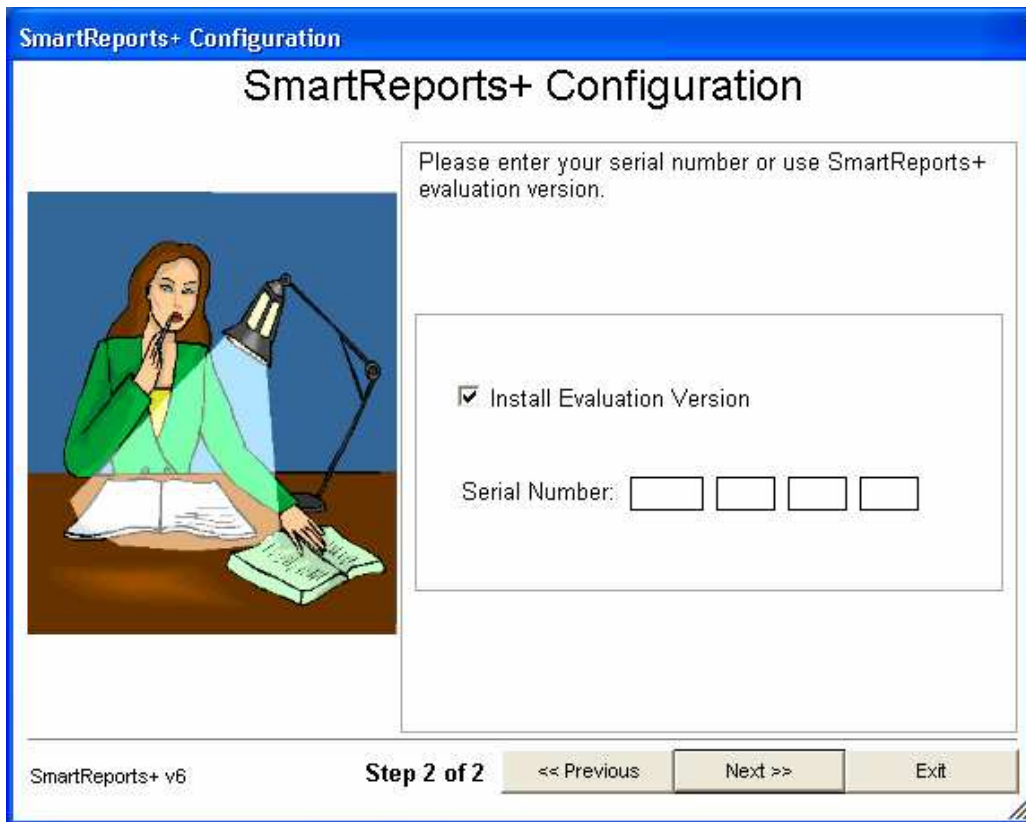 SmartReports+ Configuration
SmartReports+ Configuration
Please enter your serial number or use SmartReports+
evaluation version.
Install Evaluation Version
Serial Number:
SmartReports+ v6
Step 2 of 2
<< Previous
Next >>
Exit